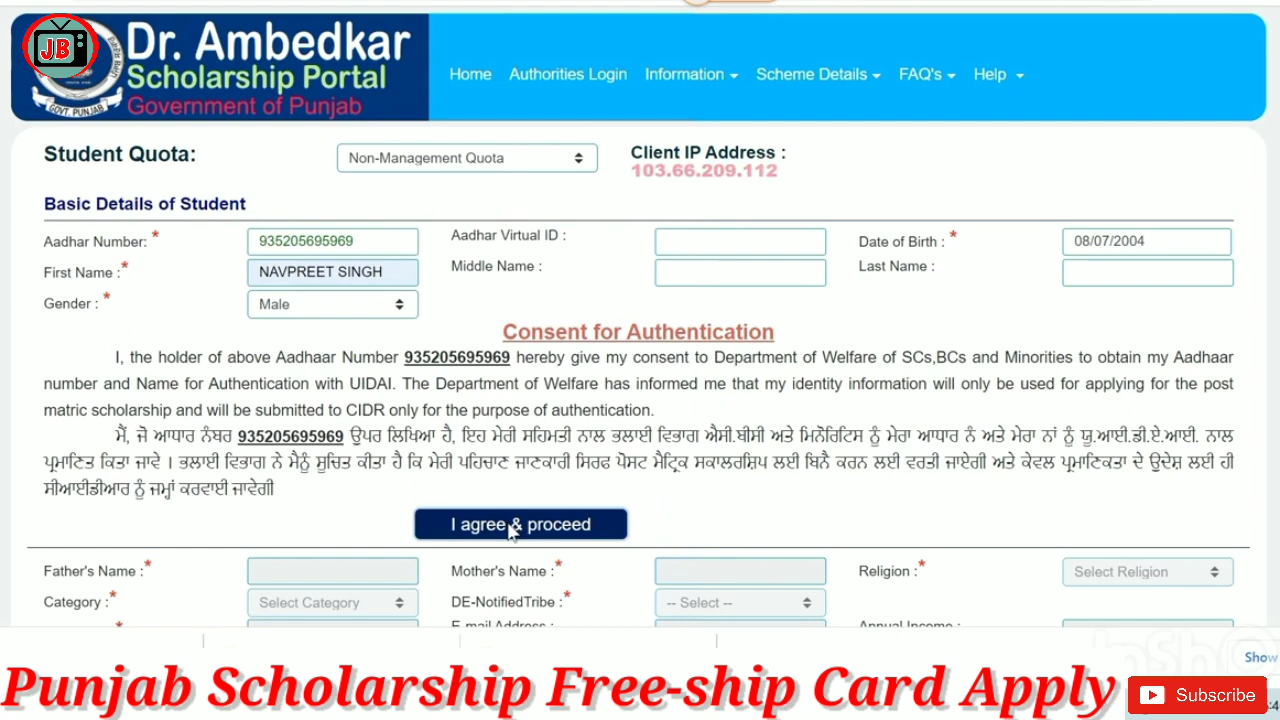 JB
Dr. Ambedkar
Scholarship Portal
Government of Punjab
GOVT. PUNJAB
Home Authorities Login Information Scheme Details FAQ's Help
Student Quota: Non-Management Quota Client IP Address :
103.66.209.112
Basic Details of Student
Aadhar Number: * 935205695969 Aadhar Virtual ID : Date of Birth : * 08/07/2004
First Name : * NAVPREET SINGH Middle Name : Last Name :
Gender : * Male
Consent for Authentication
I, the holder of above Aadhaar Number 935205695969 hereby give my consent to Department of Welfare of SCs,BCs and Minorities to obtain my Aadhaar
number and Name for Authentication with UIDAI. The Department of Welfare has informed me that my identity information will only be used for applying for the post
matric scholarship and will be submitted to CIDR only for the purpose of authentication.
ਮੈਂ, ਜੋ ਆਧਾਰ ਨੰਬਰ 935205695969 ਉਪਰ ਲਿਖਿਆ ਹੈ, ਇਹ ਮੇਰੀ ਸਹਿਮਤੀ ਨਾਲ ਭਲਾਈ ਵਿਭਾਗ ਐਸੀ.ਬੀਸੀ ਅਤੇ ਮਿਨੋਰਿਟਿਸ ਨੂੰ ਮੇਰਾ ਆਧਾਰ ਨੰ ਅਤੇ ਮੇਰਾ ਨਾਂ ਨੂੰ ਯੂ.ਆਈ.ਡੀ.ਏ.ਆਈ. ਨਾਲ
ਪ੍ਰਮਾਣਿਤ ਕਿਤਾ ਜਾਵੇ । ਭਲਾਈ ਵਿਭਾਗ ਨੇ ਮੈਨੂੰ ਸੂਚਿਤ ਕੀਤਾ ਹੈ ਕਿ ਮੇਰੀ ਪਹਿਚਾਣ ਜਾਣਕਾਰੀ ਸਿਰਫ ਪੋਸਟ ਮੈਟ੍ਰਿਕ ਸਕਾਲਰਸ਼ਿਪ ਲਈ ਬਿਨੈ ਕਰਨ ਲਈ ਵਰਤੀ ਜਾਏਗੀ ਅਤੇ ਕੇਵਲ ਪ੍ਰਮਾਣਿਕਤਾ ਦੇ ਉਦੇਸ਼ ਲਈ ਹੀ
ਸੀਆਈਡੀਆਰ ਨੂੰ ਜਮ੍ਹਾਂ ਕਰਵਾਈ ਜਾਵੇਗੀ
I agree & proceed
Father's Name : * Mother's Name : * Religion : * Select Religion
Category : * Select Category DE-NotifiedTribe : * -- Select --
E-mail Address : Annual Income :
Show
Punjab Scholarship Free-ship Card Apply
Subscribe